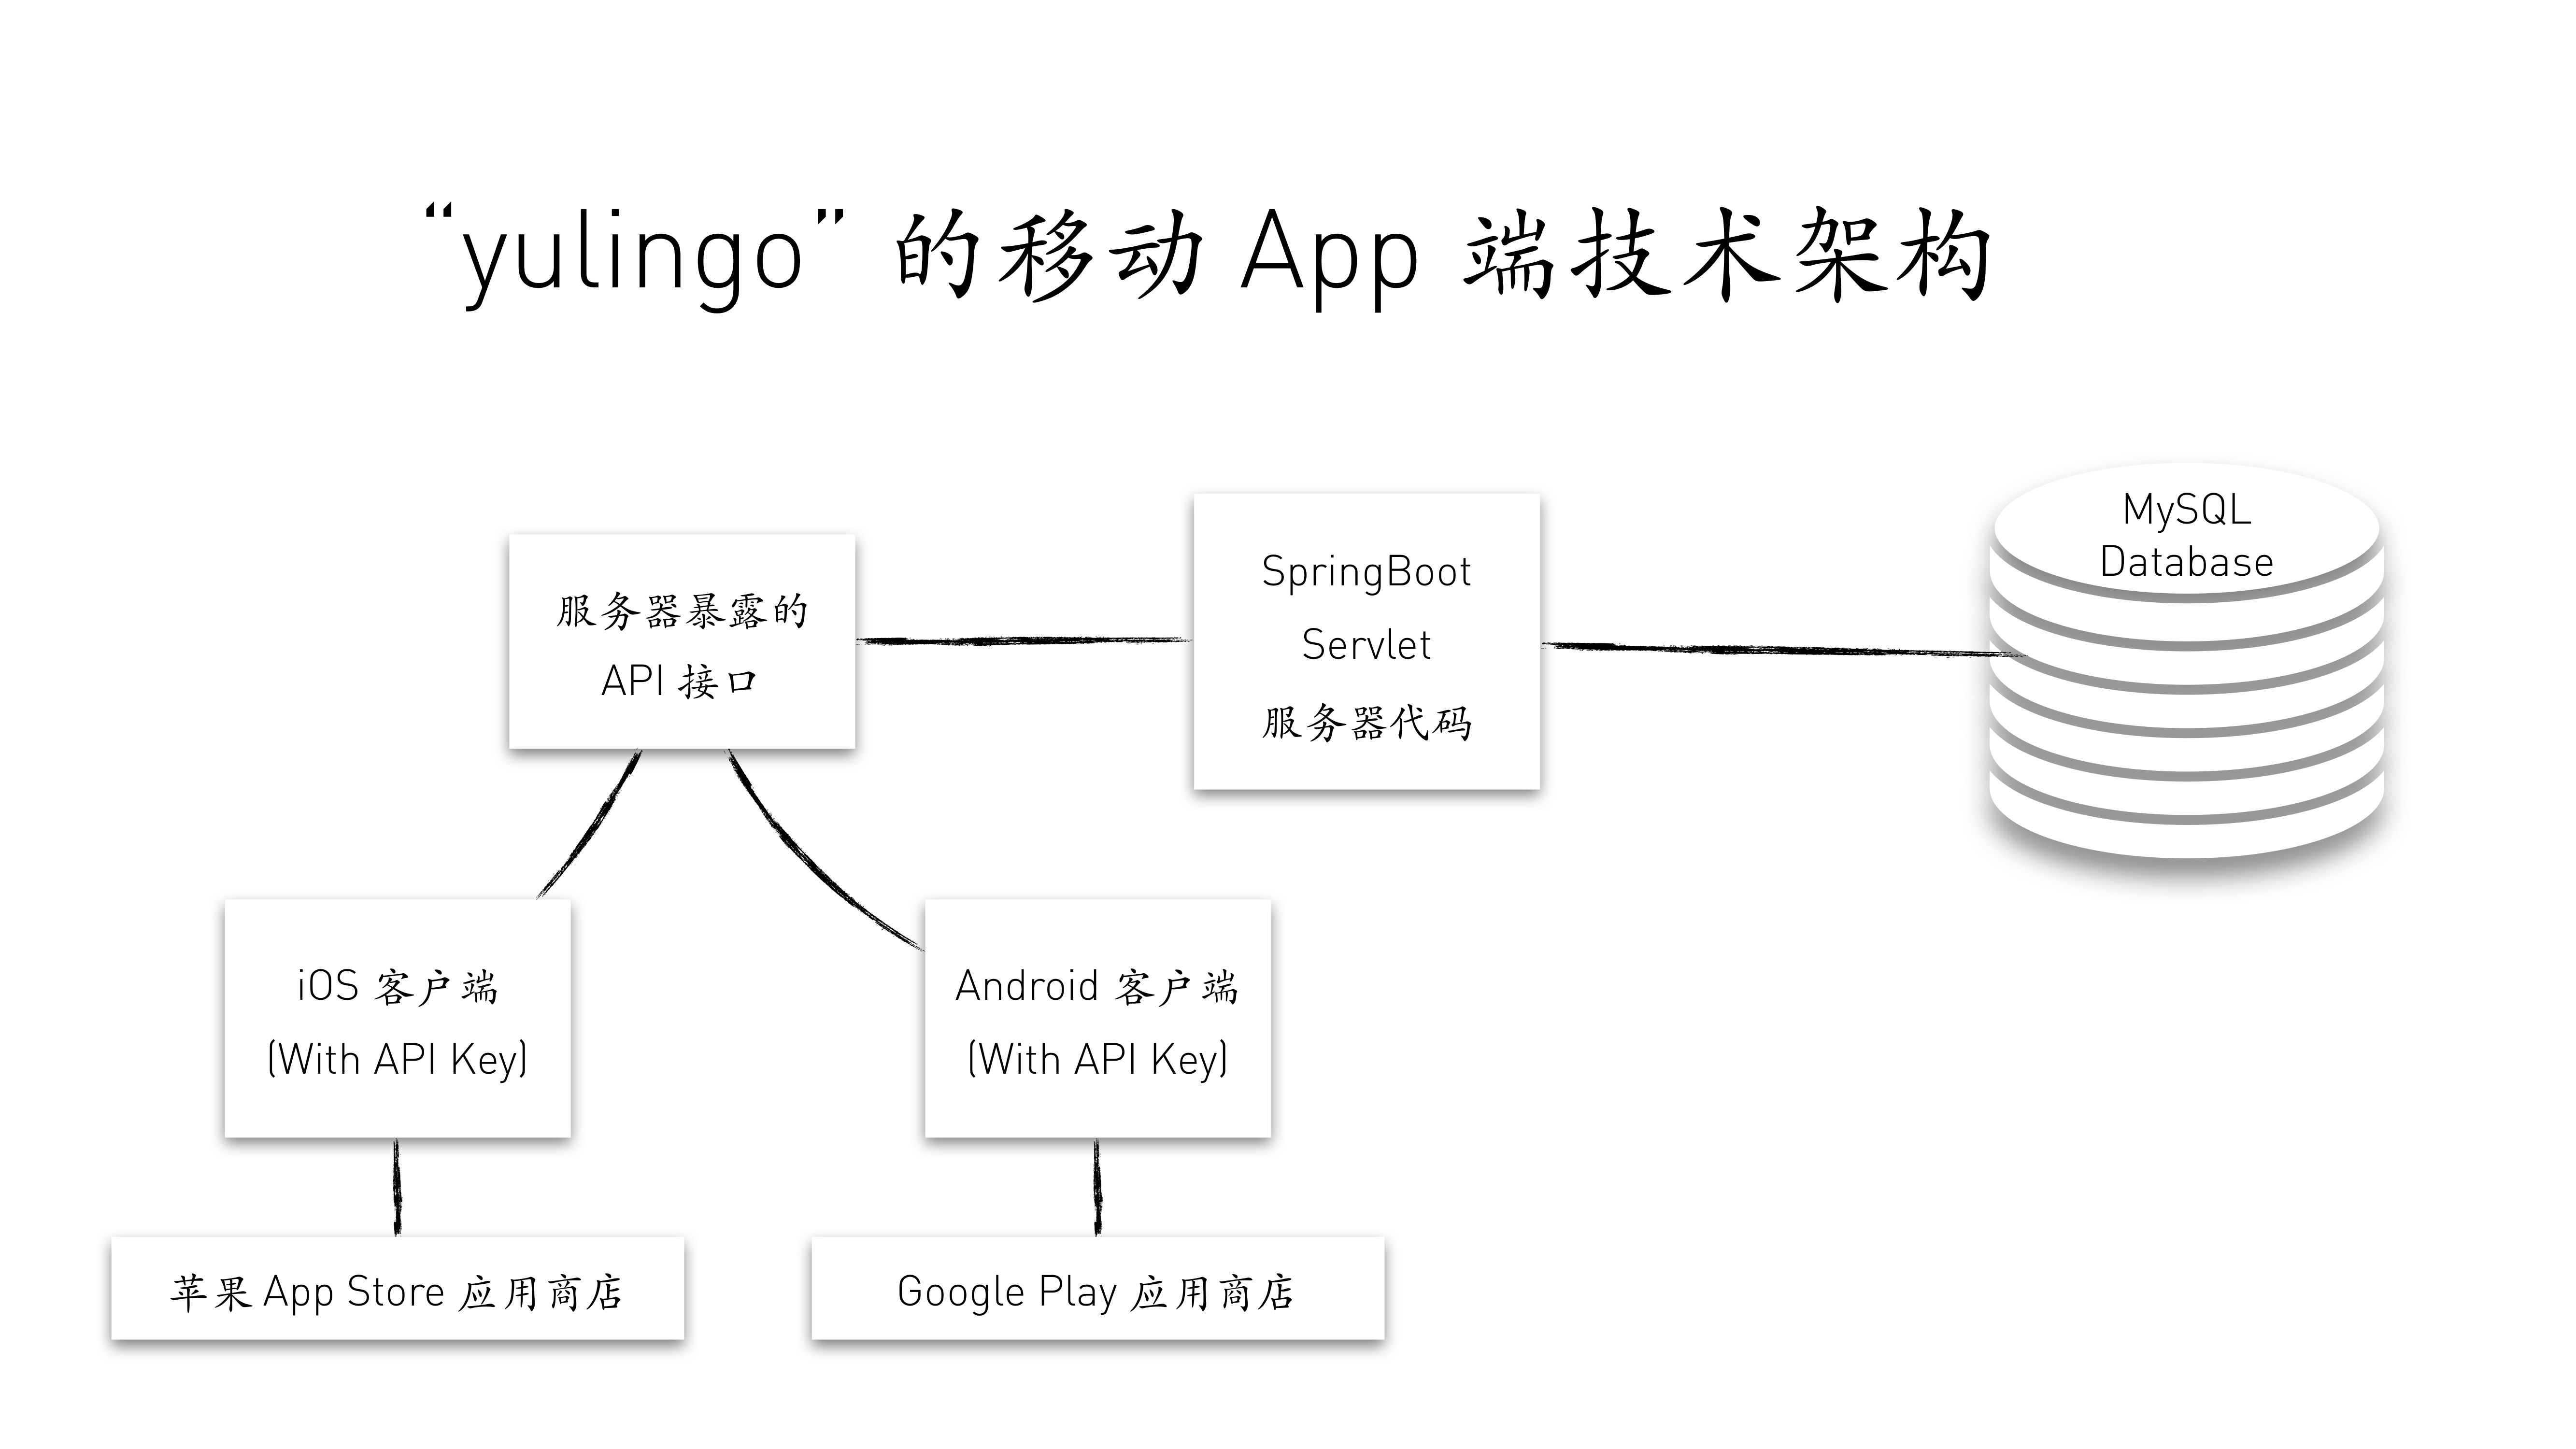 “yulingo” 的移动 App 端技术架构
服务器暴露的
API 接口
SpringBoot
Servlet
服务器代码
MySQL
Database
iOS 客户端
(With API Key)
Android 客户端
(With API Key)
苹果 App Store 应用商店
Google Play 应用商店